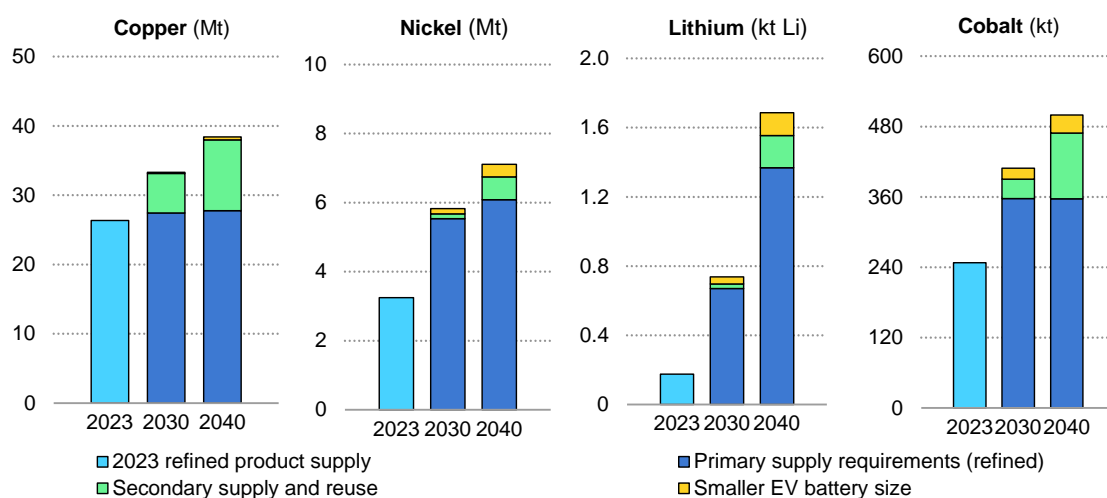 Copper (Mt)
50
40
30
20
10
0
2023 2030 2040
Nickel (Mt)
10
8
6
4
2
0
2023 2030 2040
Lithium (kt Li)
2.0
1.6
1.2
0.8
0.4
0
2023 2030 2040
Cobalt (kt)
600
480
360
240
120
0
2023 2030 2040
2023 refined product supply
Primary supply requirements (refined)
Secondary supply and reuse
Smaller EV battery size